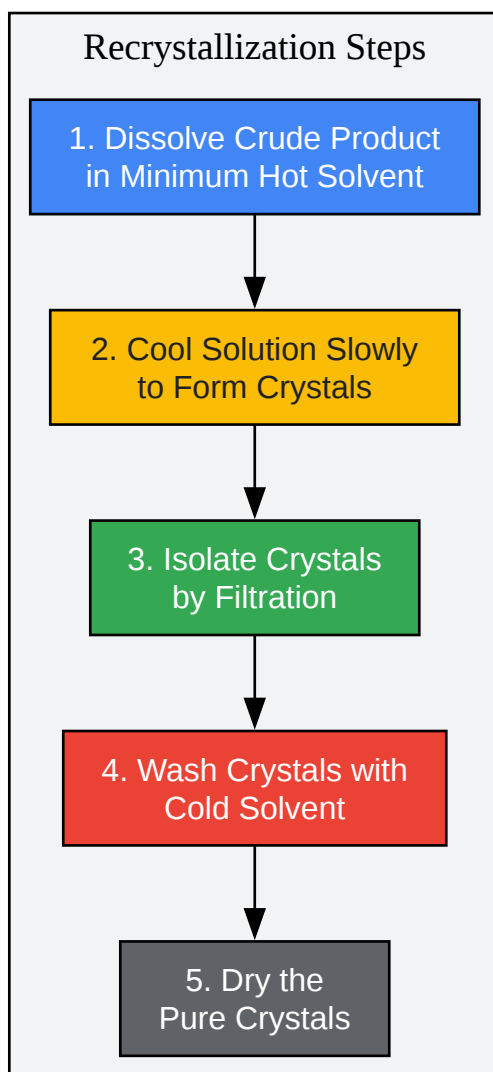 Recrystallization Steps
1. Dissolve Crude Product
in Minimum Hot Solvent
2. Cool Solution Slowly
to Form Crystals
3. Isolate Crystals
by Filtration
4. Wash Crystals with
Cold Solvent
5. Dry the
Pure Crystals